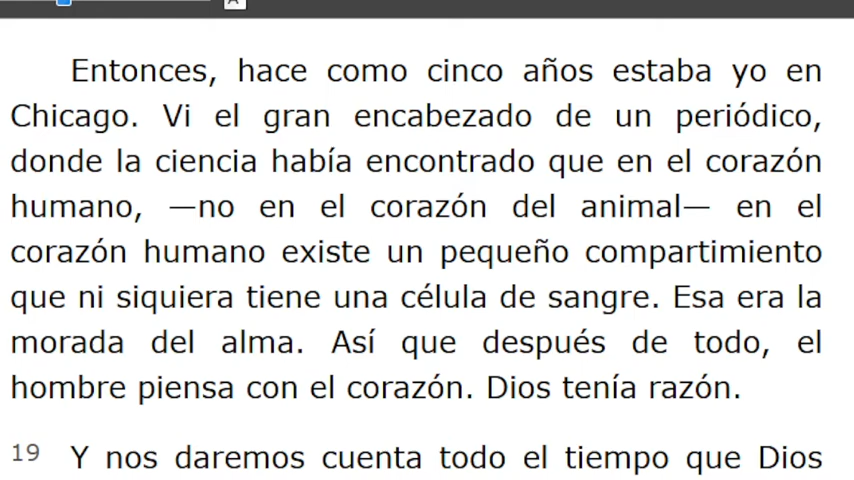 Entonces, hace como cinco años estaba yo en
Chicago. Vi el gran encabezado de un periódico,
donde la ciencia había encontrado que en el corazón
humano, —no en el corazón del animal— en el
corazón humano existe un pequeño compartimiento
que ni siquiera tiene una célula de sangre. Esa era la
morada del alma. Así que después de todo, el
hombre piensa con el corazón. Dios tenía razón.
19 Y nos daremos cuenta todo el tiempo que Dios